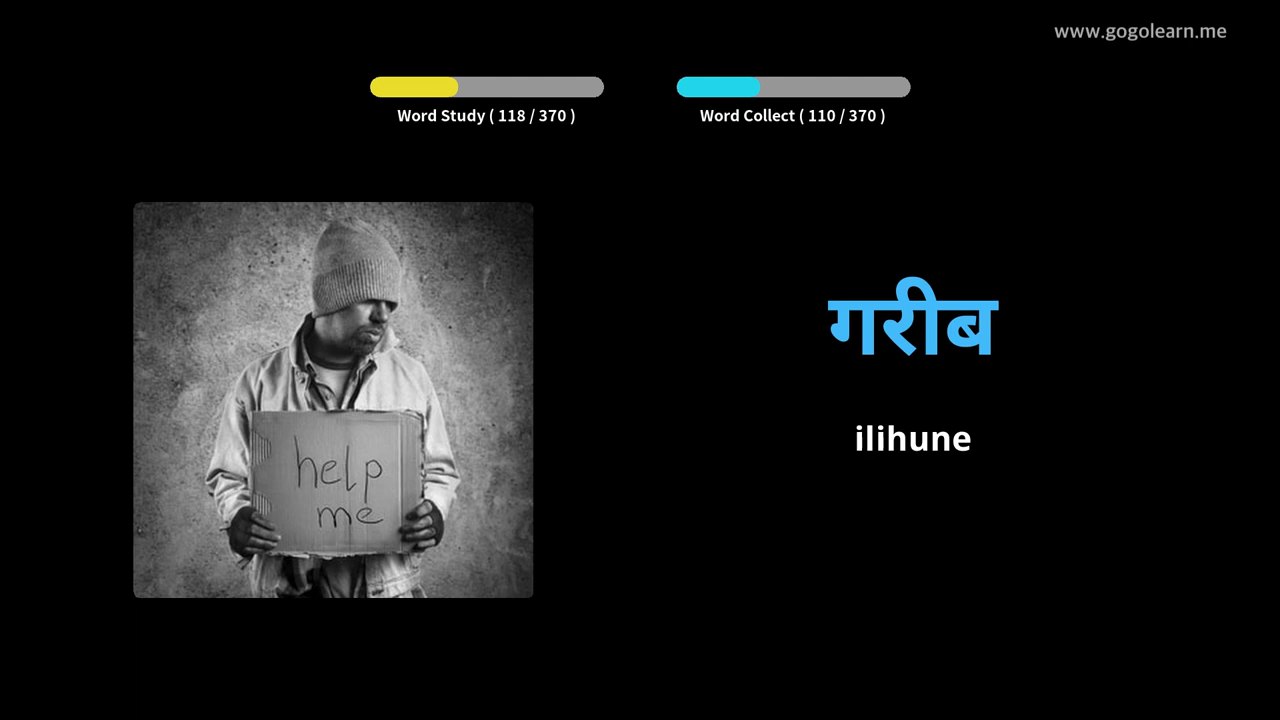 www.gogolearn.me
Word Study ( 118 / 370 )
Word Collect ( 110 / 370 )
गरीब
ilihune
help
me